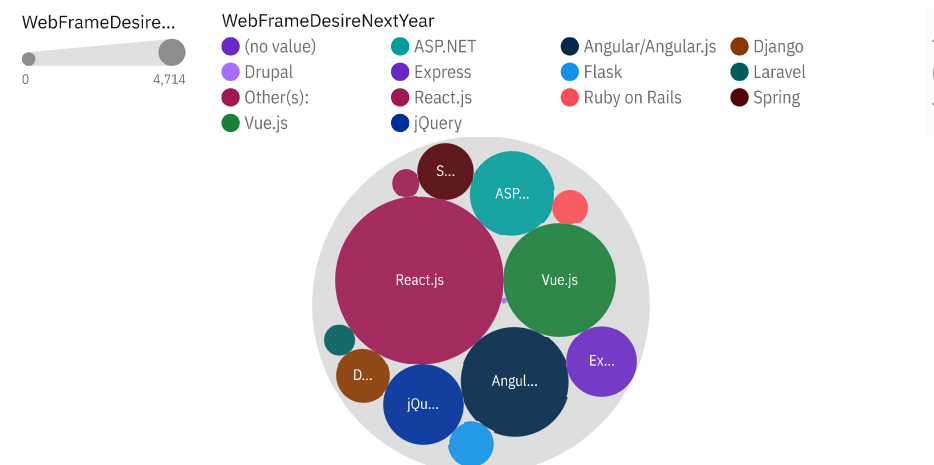 WebFrameDesire...
0 4,714
WebFrameDesireNextYear
(no value) ASP.NET Angular/Angular.js Django
Drupal Express Flask Laravel
Other(s): React.js Ruby on Rails Spring
Vue.js jQuery
S...
ASP...
React.js
Vue.js
Ex...
D...
Angul...
jQu...